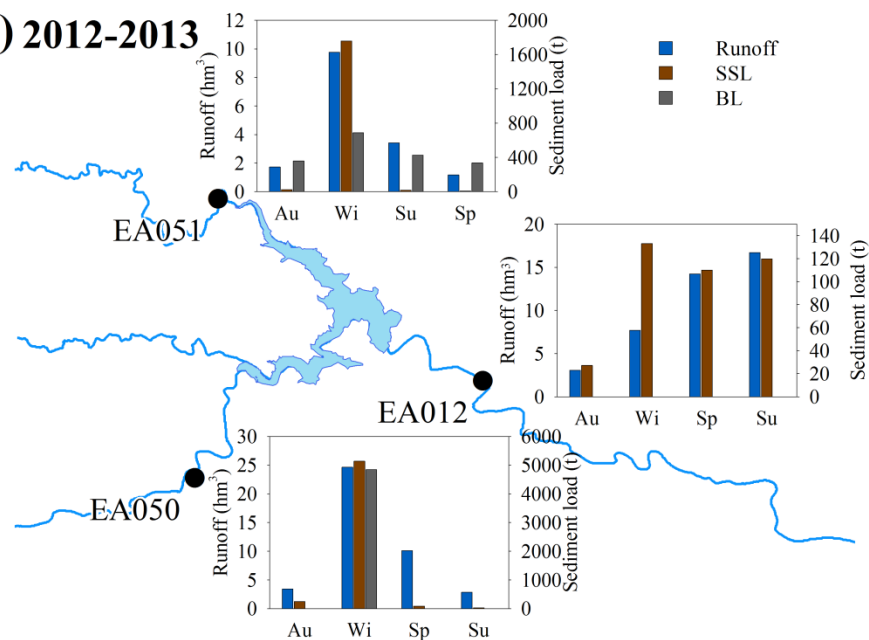 ) 2012-2013
Runoff
SSL
BL
Runoff (hm³)
12
10
8
6
4
2
0
2000
1600
1200
800
400
0
Sediment load (t)
Au Wi Su Sp
EA051
Runoff (hm³)
20
15
10
5
0
140
120
100
80
60
40
20
0
Sediment load (t)
Au Wi Sp Su
EA012
EA050
Runoff (hm³)
30
25
20
15
10
5
0
6000
5000
4000
3000
2000
1000
0
Sediment load (t)
Au Wi Sp Su